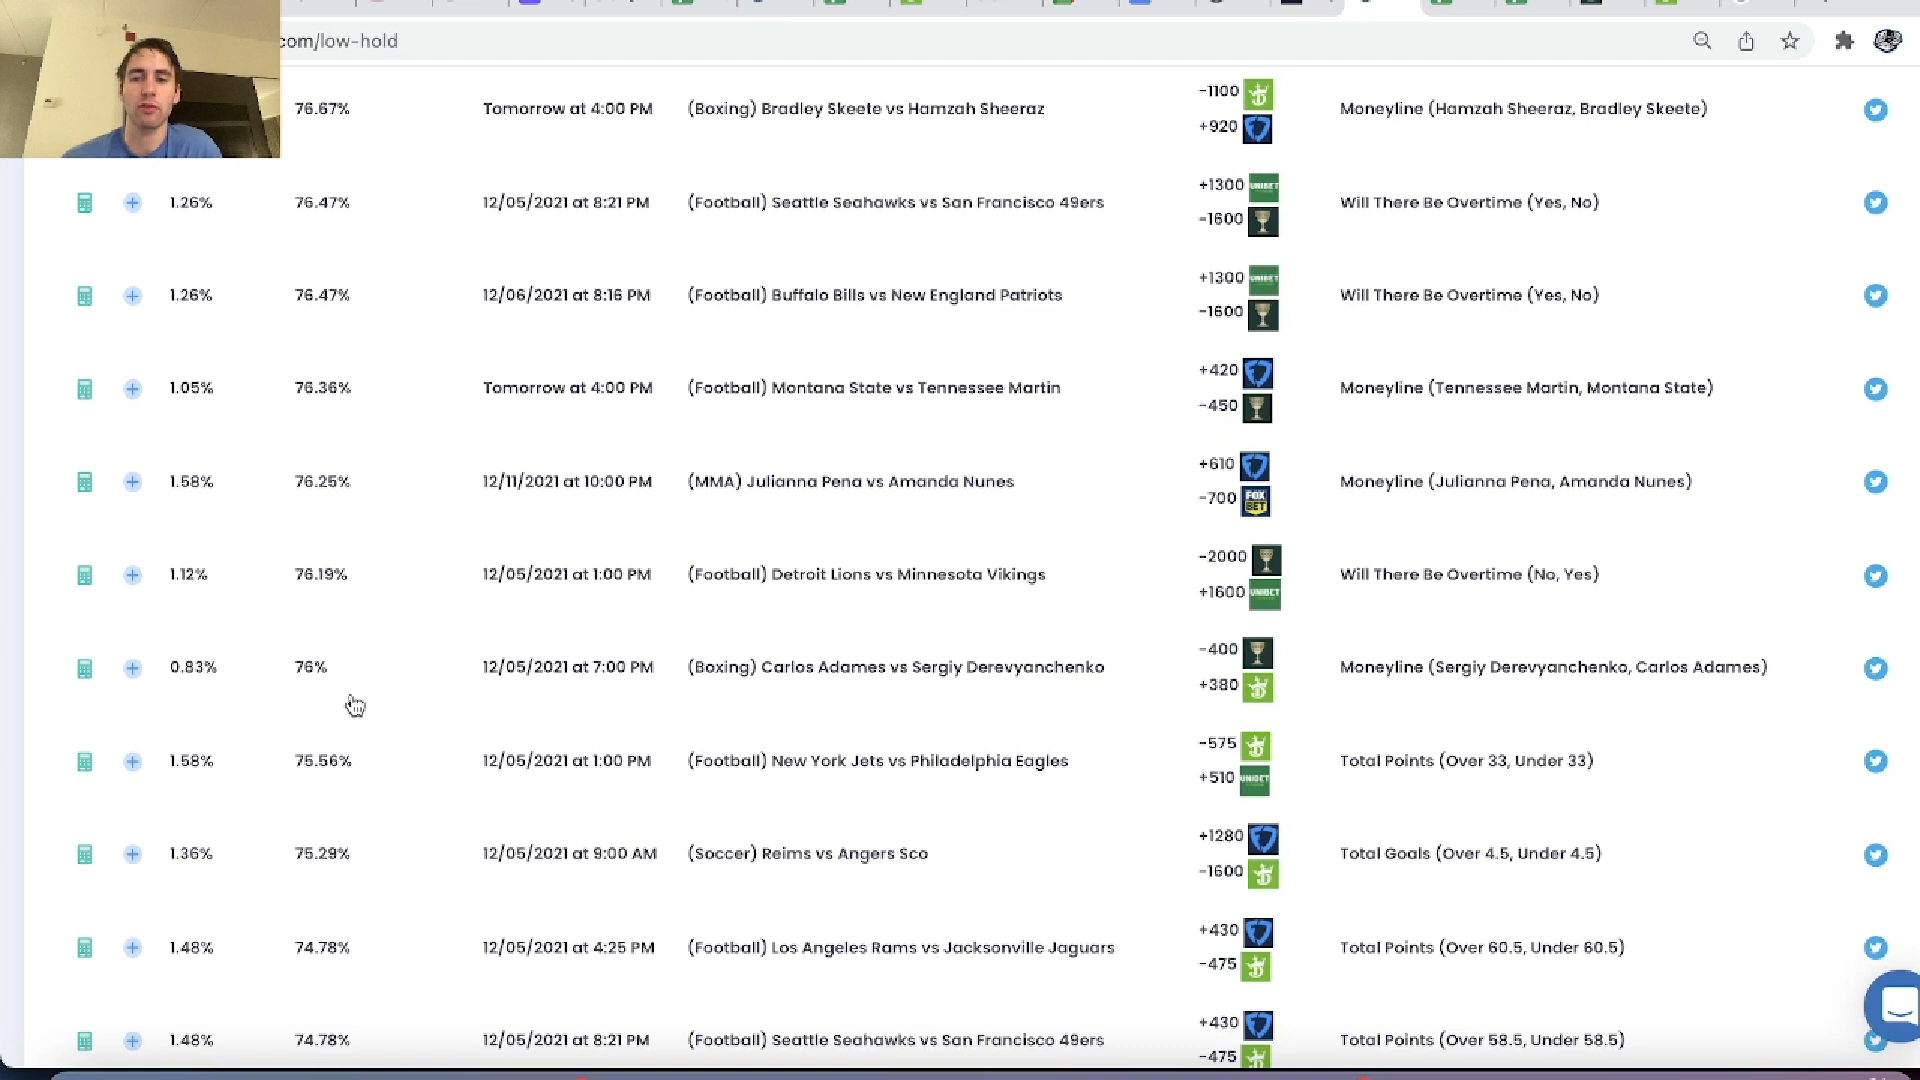 com/low-hold
76.67% Tomorrow at 4:00 PM (Boxing) Bradley Skeete vs Hamzah Sheeraz -1100 +920 Moneyline (Hamzah Sheeraz, Bradley Skeete)
1.26% 76.47% 12/05/2021 at 8:21 PM (Football) Seattle Seahawks vs San Francisco 49ers +1300 UNIBET -1600 Will There Be Overtime (Yes, No)
1.26% 76.47% 12/06/2021 at 8:16 PM (Football) Buffalo Bills vs New England Patriots +1300 UNIBET -1600 Will There Be Overtime (Yes, No)
1.05% 76.36% Tomorrow at 4:00 PM (Football) Montana State vs Tennessee Martin +420 -450 Moneyline (Tennessee Martin, Montana State)
1.58% 76.25% 12/11/2021 at 10:00 PM (MMA) Julianna Pena vs Amanda Nunes +610 -700 FOX BET Moneyline (Julianna Pena, Amanda Nunes)
1.12% 76.19% 12/05/2021 at 1:00 PM (Football) Detroit Lions vs Minnesota Vikings -2000 +1600 UNIBET Will There Be Overtime (No, Yes)
0.83% 76% 12/05/2021 at 7:00 PM (Boxing) Carlos Adames vs Sergiy Derevyanchenko -400 +380 Moneyline (Sergiy Derevyanchenko, Carlos Adames)
1.58% 75.56% 12/05/2021 at 1:00 PM (Football) New York Jets vs Philadelphia Eagles -575 +510 UNIBET Total Points (Over 33, Under 33)
1.36% 75.29% 12/05/2021 at 9:00 AM (Soccer) Reims vs Angers Sco +1280 -1600 Total Goals (Over 4.5, Under 4.5)
1.48% 74.78% 12/05/2021 at 4:25 PM (Football) Los Angeles Rams vs Jacksonville Jaguars +430 -475 Total Points (Over 60.5, Under 60.5)
1.48% 74.78% 12/05/2021 at 8:21 PM (Football) Seattle Seahawks vs San Francisco 49ers +430 -475 Total Points (Over 58.5, Under 58.5)